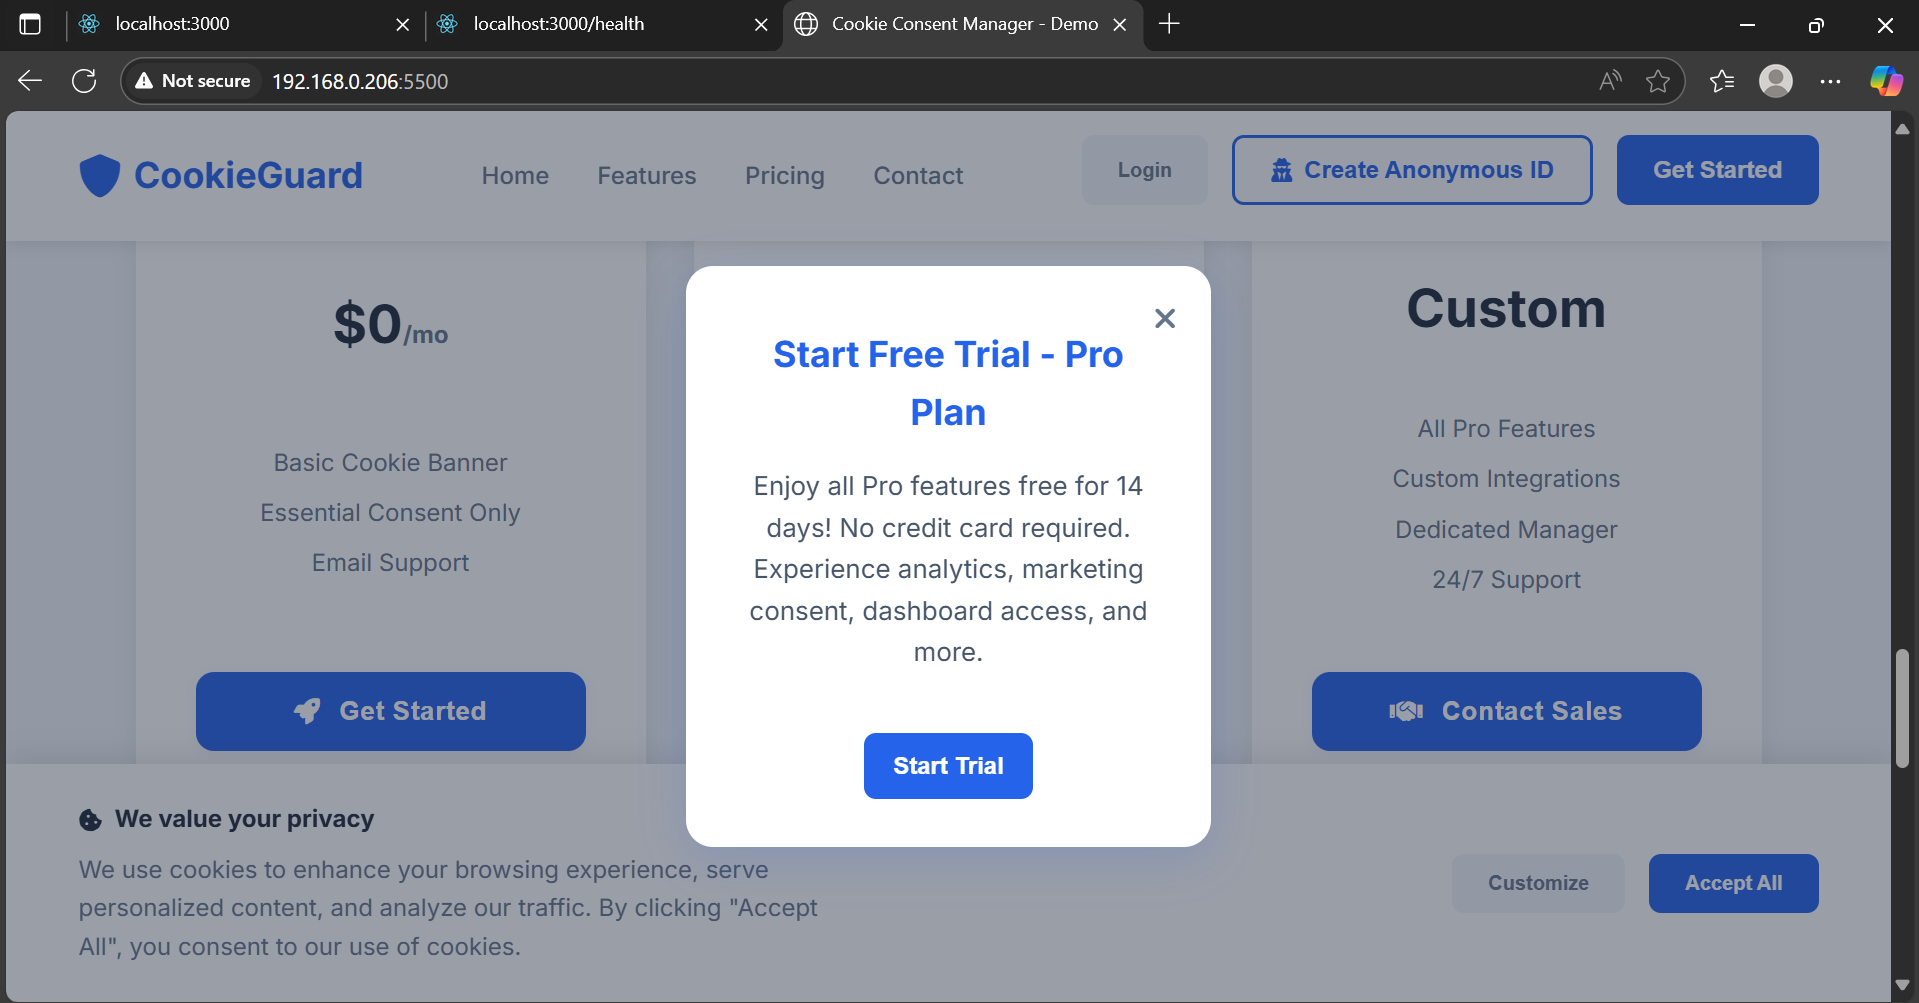 localhost:3000
localhost:3000/health
Cookie Consent Manager - Demo
Not secure
192.168.0.206:5500
CookieGuard
Home
Features
Pricing
Contact
Login
Create Anonymous ID
Get Started
$0/mo
Basic Cookie Banner
Essential Consent Only
Email Support
Get Started
Start Free Trial - Pro
Plan
Enjoy all Pro features free for 14
days! No credit card required.
Experience analytics, marketing
consent, dashboard access, and
more.
Start Trial
Custom
All Pro Features
Custom Integrations
Dedicated Manager
24/7 Support
Contact Sales
We value your privacy
We use cookies to enhance your browsing experience, serve
personalized content, and analyze our traffic. By clicking "Accept
All", you consent to our use of cookies.
Customize
Accept All